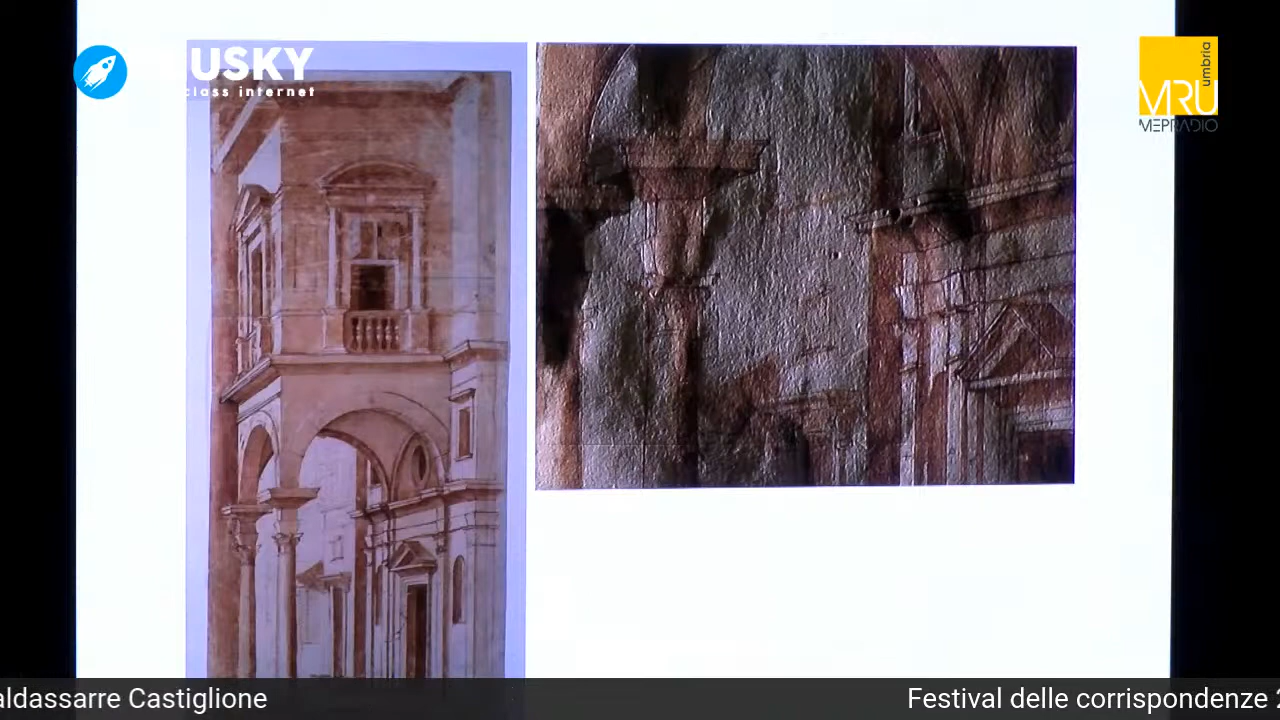 USKY
class internet
umbria
MRU
MEPRADIO
aldassarre Castiglione
Festival delle corrispondenze